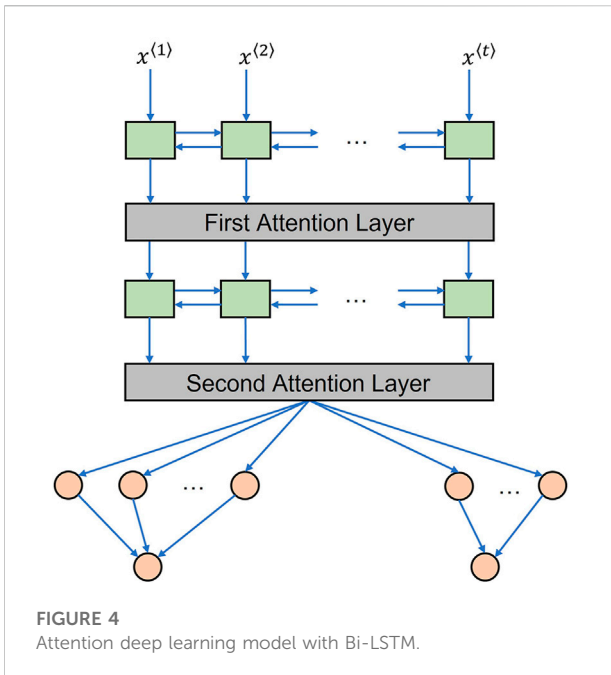 x⟨1⟩ x⟨2⟩ x⟨t⟩
...
First Attention Layer
...
Second Attention Layer
... ...
FIGURE 4
Attention deep learning model with Bi-LSTM.